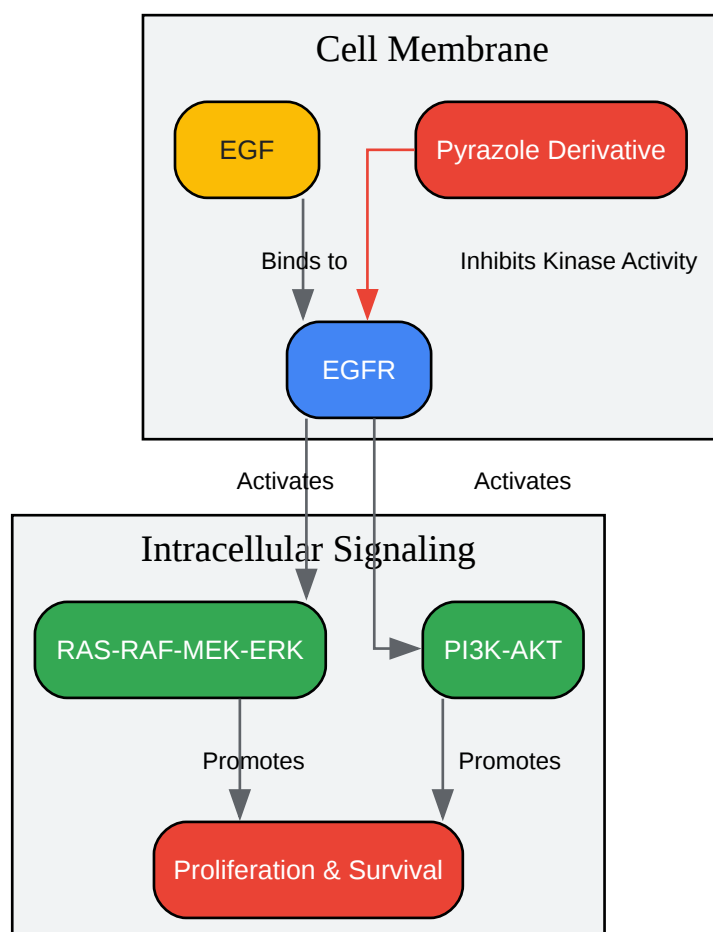 Cell Membrane
EGF
Pyrazole Derivative
Binds to
Inhibits Kinase Activity
EGFR
Activates
Activates
Intracellular Signaling
RAS-RAF-MEK-ERK
PI3K-AKT
Promotes
Promotes
Proliferation & Survival